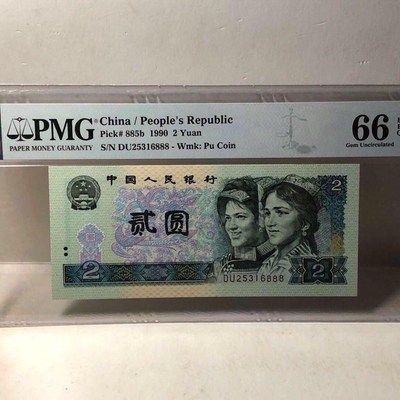 PMG
PAPER MONEY GUARANTY
China / People's Republic
Pick# 885b 1990 2 Yuan
S/N DU25316888 - Wmk: Pu Coin
66
Gem Uncirculated
中国人民银行
2
贰圆
DU25316888
2
2